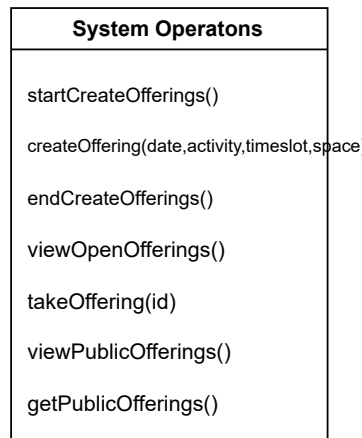 System Operatons
startCreateOfferings()
createOffering(date,activity,timeslot,space)
endCreateOfferings()
viewOpenOfferings()
takeOffering(id)
viewPublicOfferings()
getPublicOfferings()